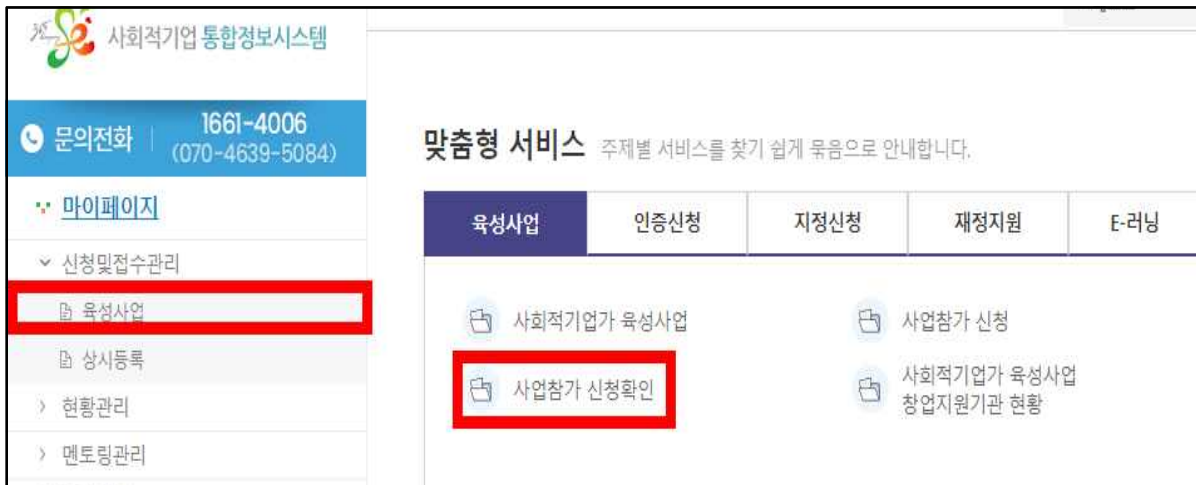 사회적기업 통합정보시스템
문의전화
1661-4006
(070-4639-5084)
마이페이지
신청및접수관리
육성사업
상시등록
현황관리
멘토링관리
맞춤형 서비스 주제별 서비스를 찾기 쉽게 묶음으로 안내합니다.
육성사업 인증신청 지정신청 재정지원 E-러닝
사회적기업가 육성사업
사업참가 신청
사업참가 신청확인
사회적기업가 육성사업
창업지원기관 현황